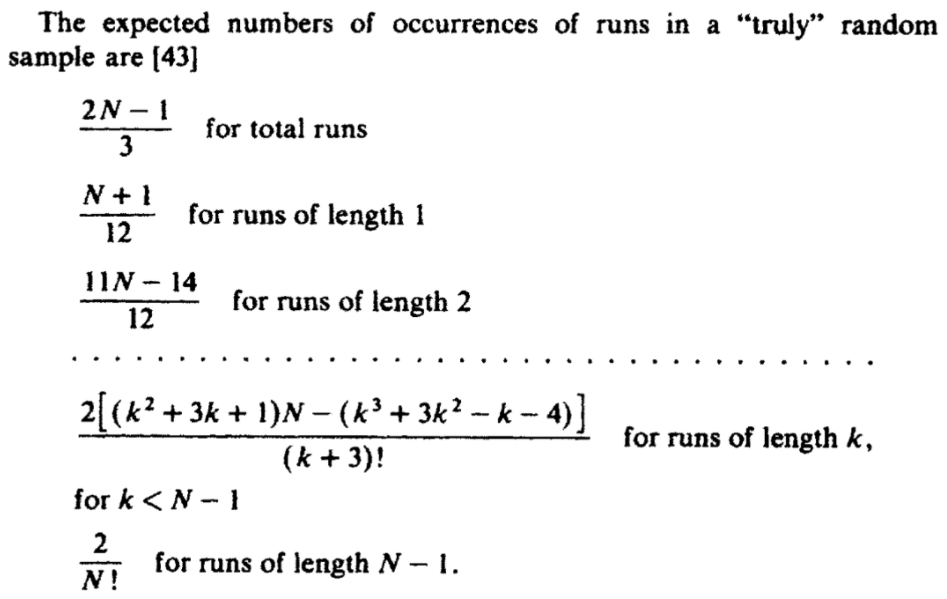 The expected numbers of occurrences of runs in a “truly” random
sample are [43]
\frac{2N - 1}{3} for total runs
\frac{N + 1}{12} for runs of length 1
\frac{11N - 14}{12} for runs of length 2
. . . . . . . . . . . . . . . . . . . . . . . . . . . . . . . . . . . . . .
\frac{2[(k^2 + 3k + 1)N - (k^3 + 3k^2 - k - 4)]}{(k + 3)!} for runs of length k,
for k < N - 1
\frac{2}{N!} for runs of length N - 1.